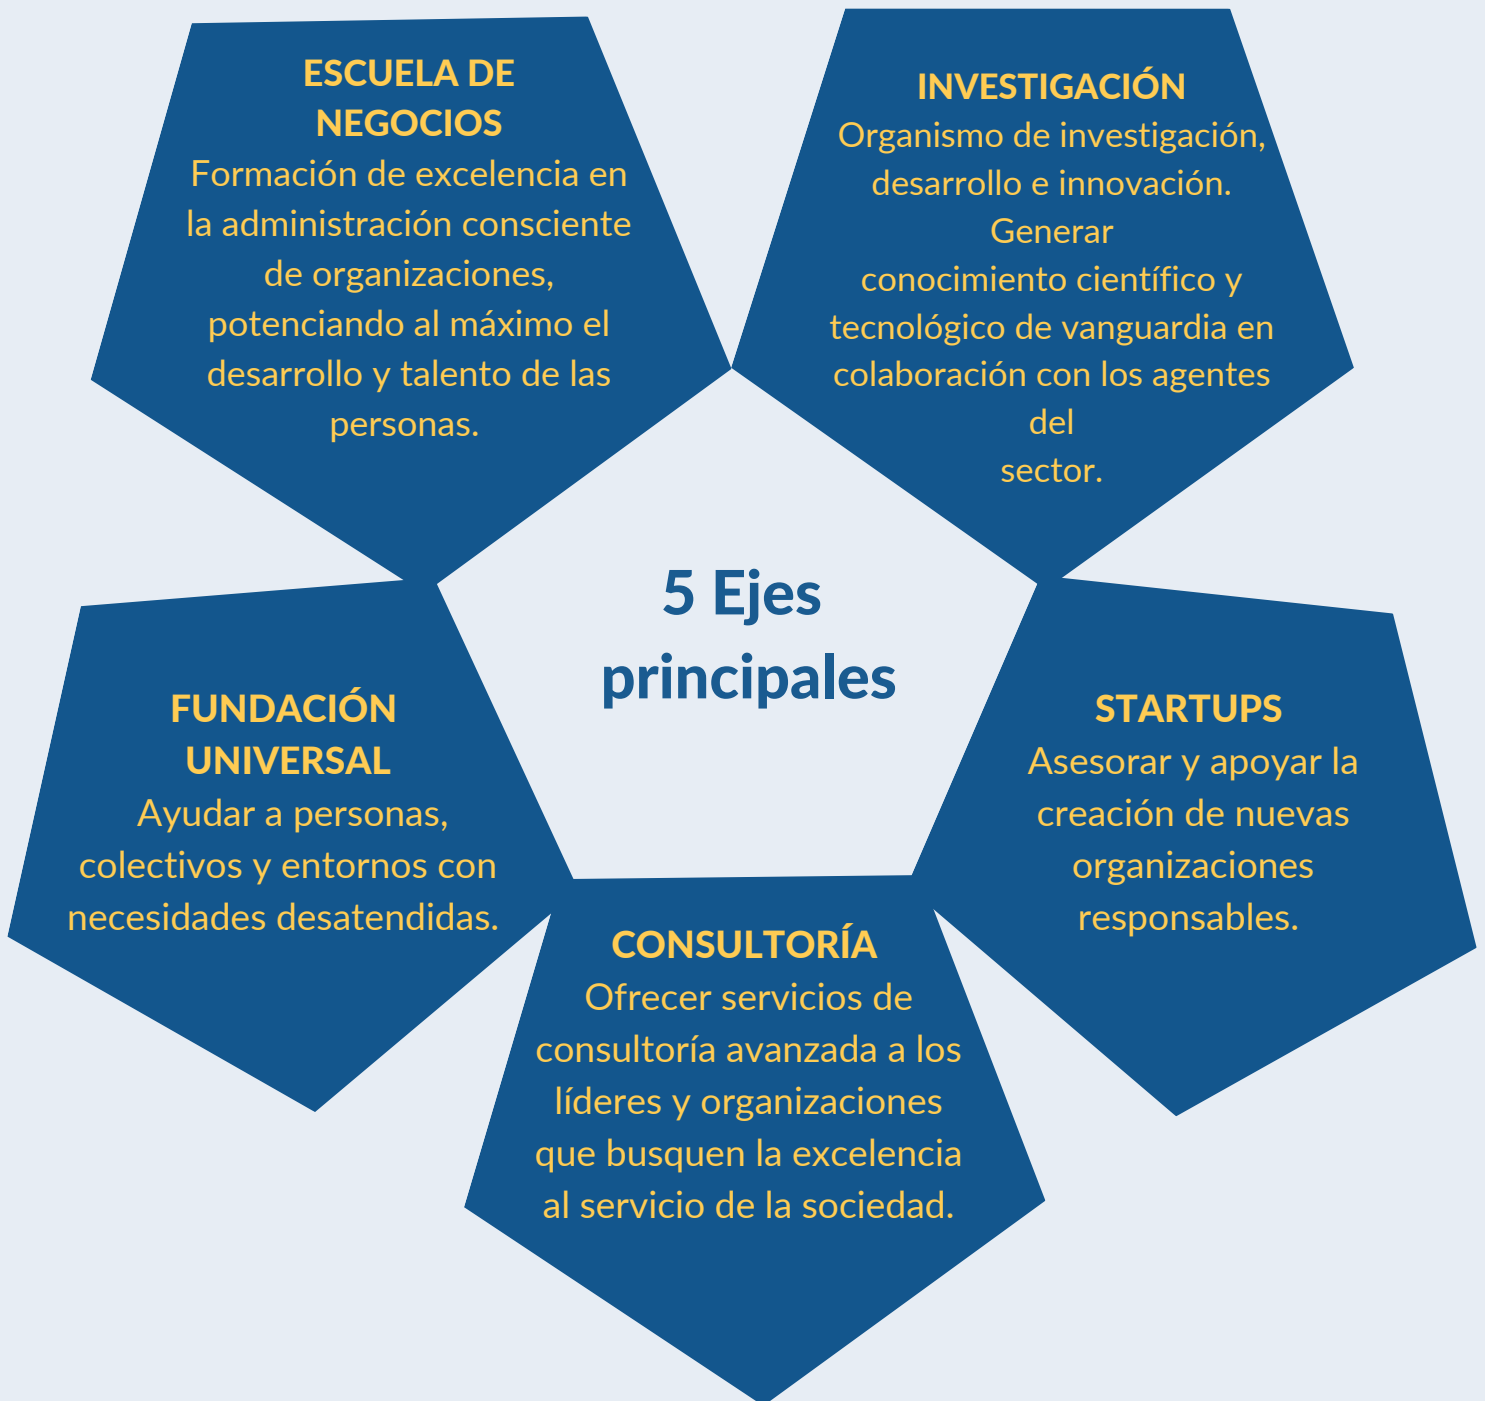 ESCUELA DE
NEGOCIOS
Formación de excelencia en
la administración consciente
de organizaciones,
potenciando al máximo el
desarrollo y talento de las
personas.
INVESTIGACIÓN
Organismo de investigación,
desarrollo e innovación.
Generar
conocimiento científico y
tecnológico de vanguardia en
colaboración con los agentes
del
sector.
5 Ejes
principales
FUNDACIÓN
UNIVERSAL
Ayudar a personas,
colectivos y entornos con
necesidades desatendidas.
STARTUPS
Asesorar y apoyar la
creación de nuevas
organizaciones
responsables.
CONSULTORÍA
Ofrecer servicios de
consultoría avanzada a los
líderes y organizaciones
que busquen la excelencia
al servicio de la sociedad.